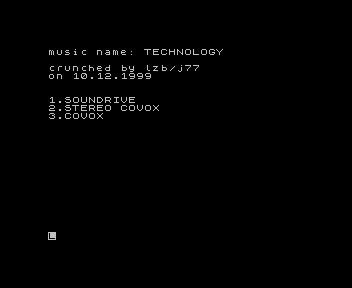 music name: TECHNOLOGY
crunched by lzb/j77
on 10.12.1999
1.SOUNDRIVE
2.STEREO COVOX
3.COVOX
L